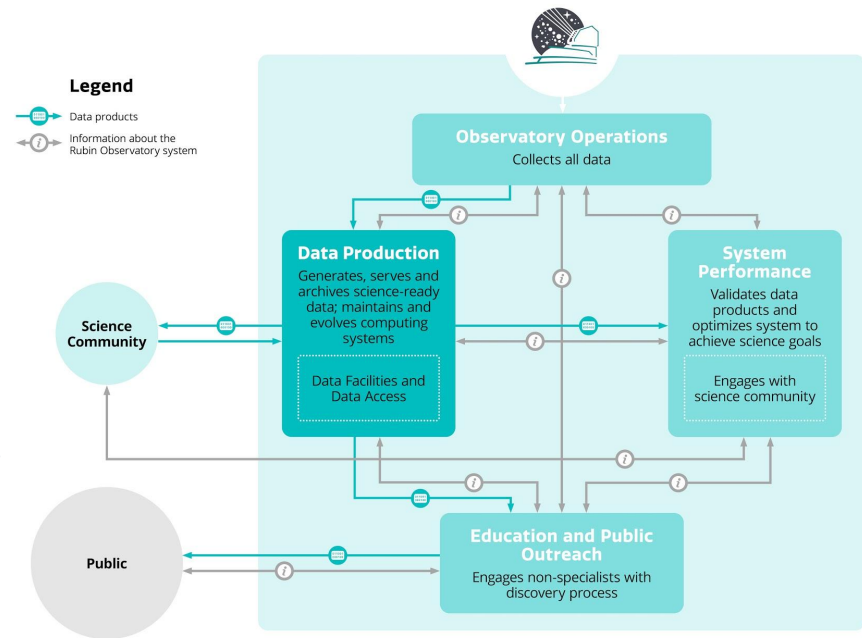 Legend
Data products
Information about the
Rubin Observatory system
Observatory Operations
Collects all data
Data Production
Generates, serves and
archives science-ready
data; maintains and
evolves computing
systems
Data Facilities and
Data Access
System
Performance
Validates data
products and
optimizes system to
achieve science goals
Engages with
science community
Science
Community
Education and Public
Outreach
Engages non-specialists with
discovery process
Public
i
i
i
i
i
i
i
i
i